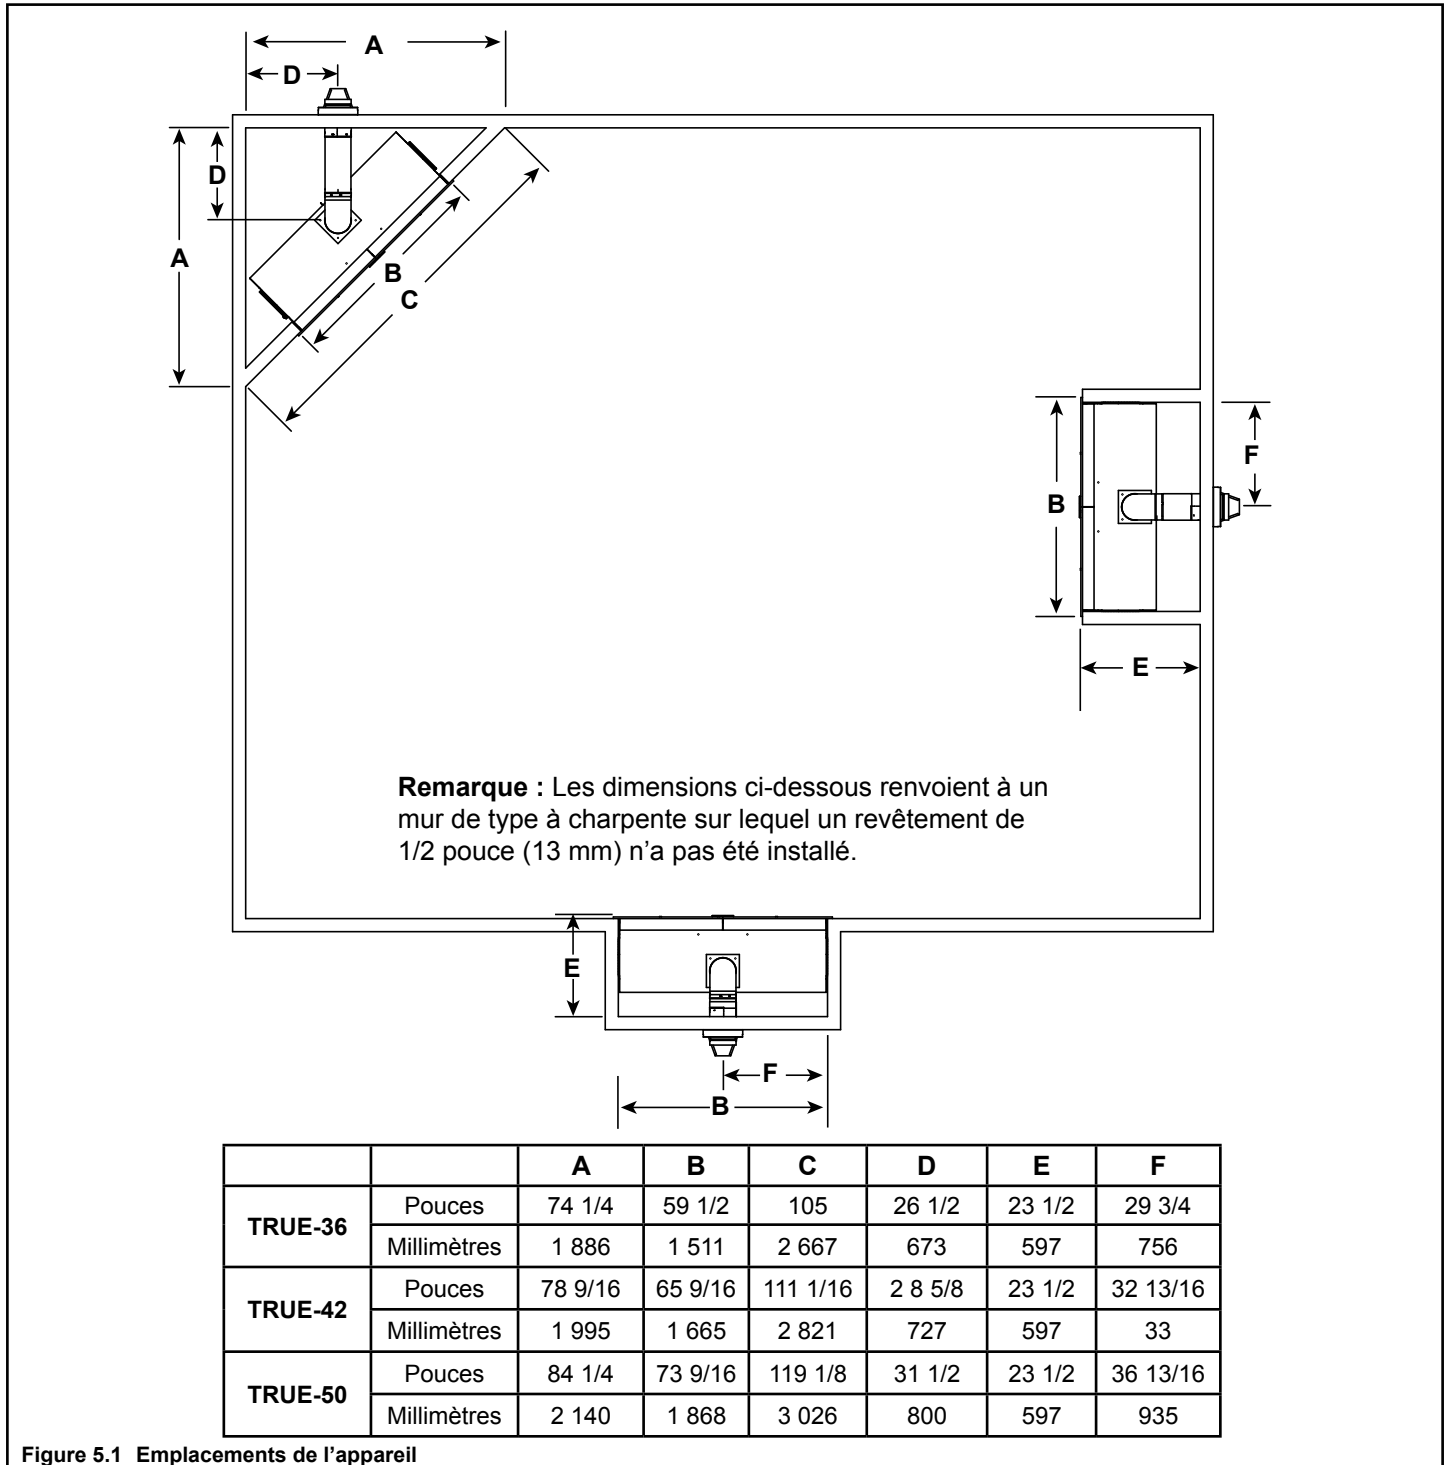 A
D
D
A
B
C
F
B
E
Remarque : Les dimensions ci-dessous renvoient à un
mur de type à charpente sur lequel un revêtement de
1/2 pouce (13 mm) n’a pas été installé.
E
F
B
A B C D E F
TRUE-36
Pouces 74 1/4 59 1/2 105 26 1/2 23 1/2 29 3/4
Millimètres 1 886 1 511 2 667 673 597 756
TRUE-42
Pouces 78 9/16 65 9/16 111 1/16 2 8 5/8 23 1/2 32 13/16
Millimètres 1 995 1 665 2 821 727 597 33
TRUE-50
Pouces 84 1/4 73 9/16 119 1/8 31 1/2 23 1/2 36 13/16
Millimètres 2 140 1 868 3 026 800 597 935
Figure 5.1 Emplacements de l’appareil